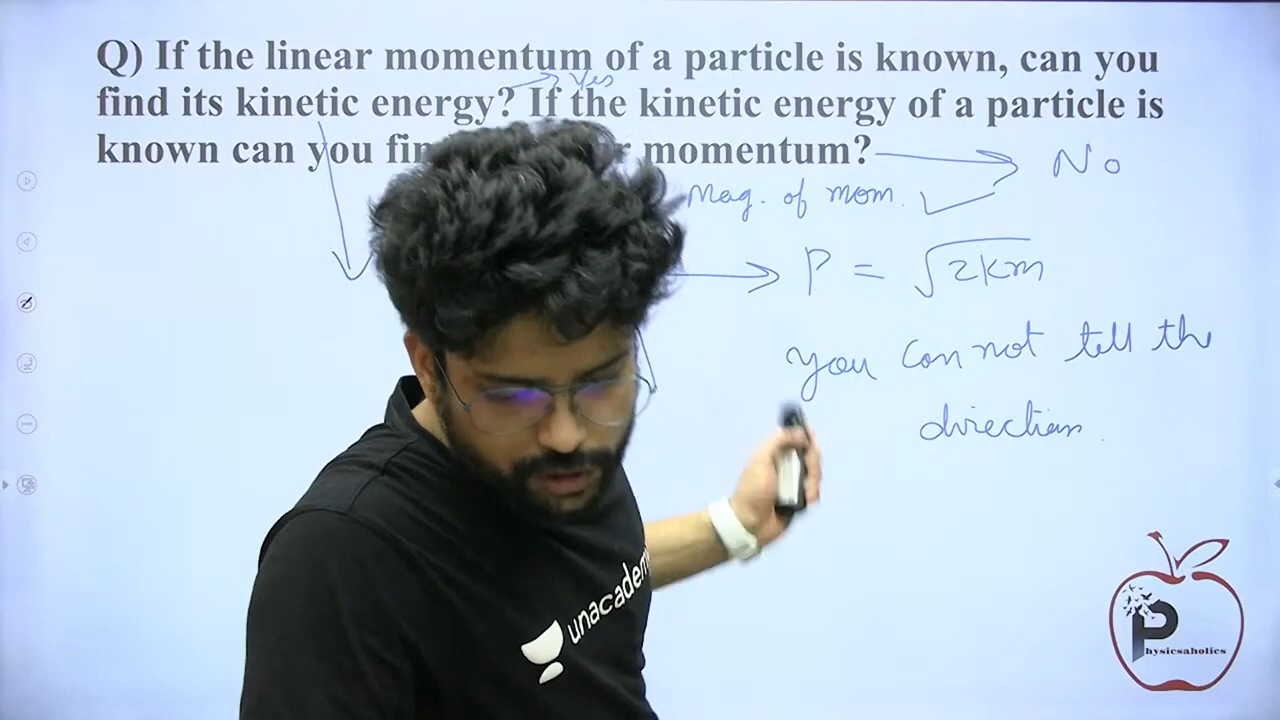 Q) If the linear momentum of a particle is known, can you
Yes
find its kinetic energy? If the kinetic energy of a particle is
known can you momentum?
No
Mag. of mom.
P = √2km
you can not tell the
direction.
unacademy
Physicsaholics